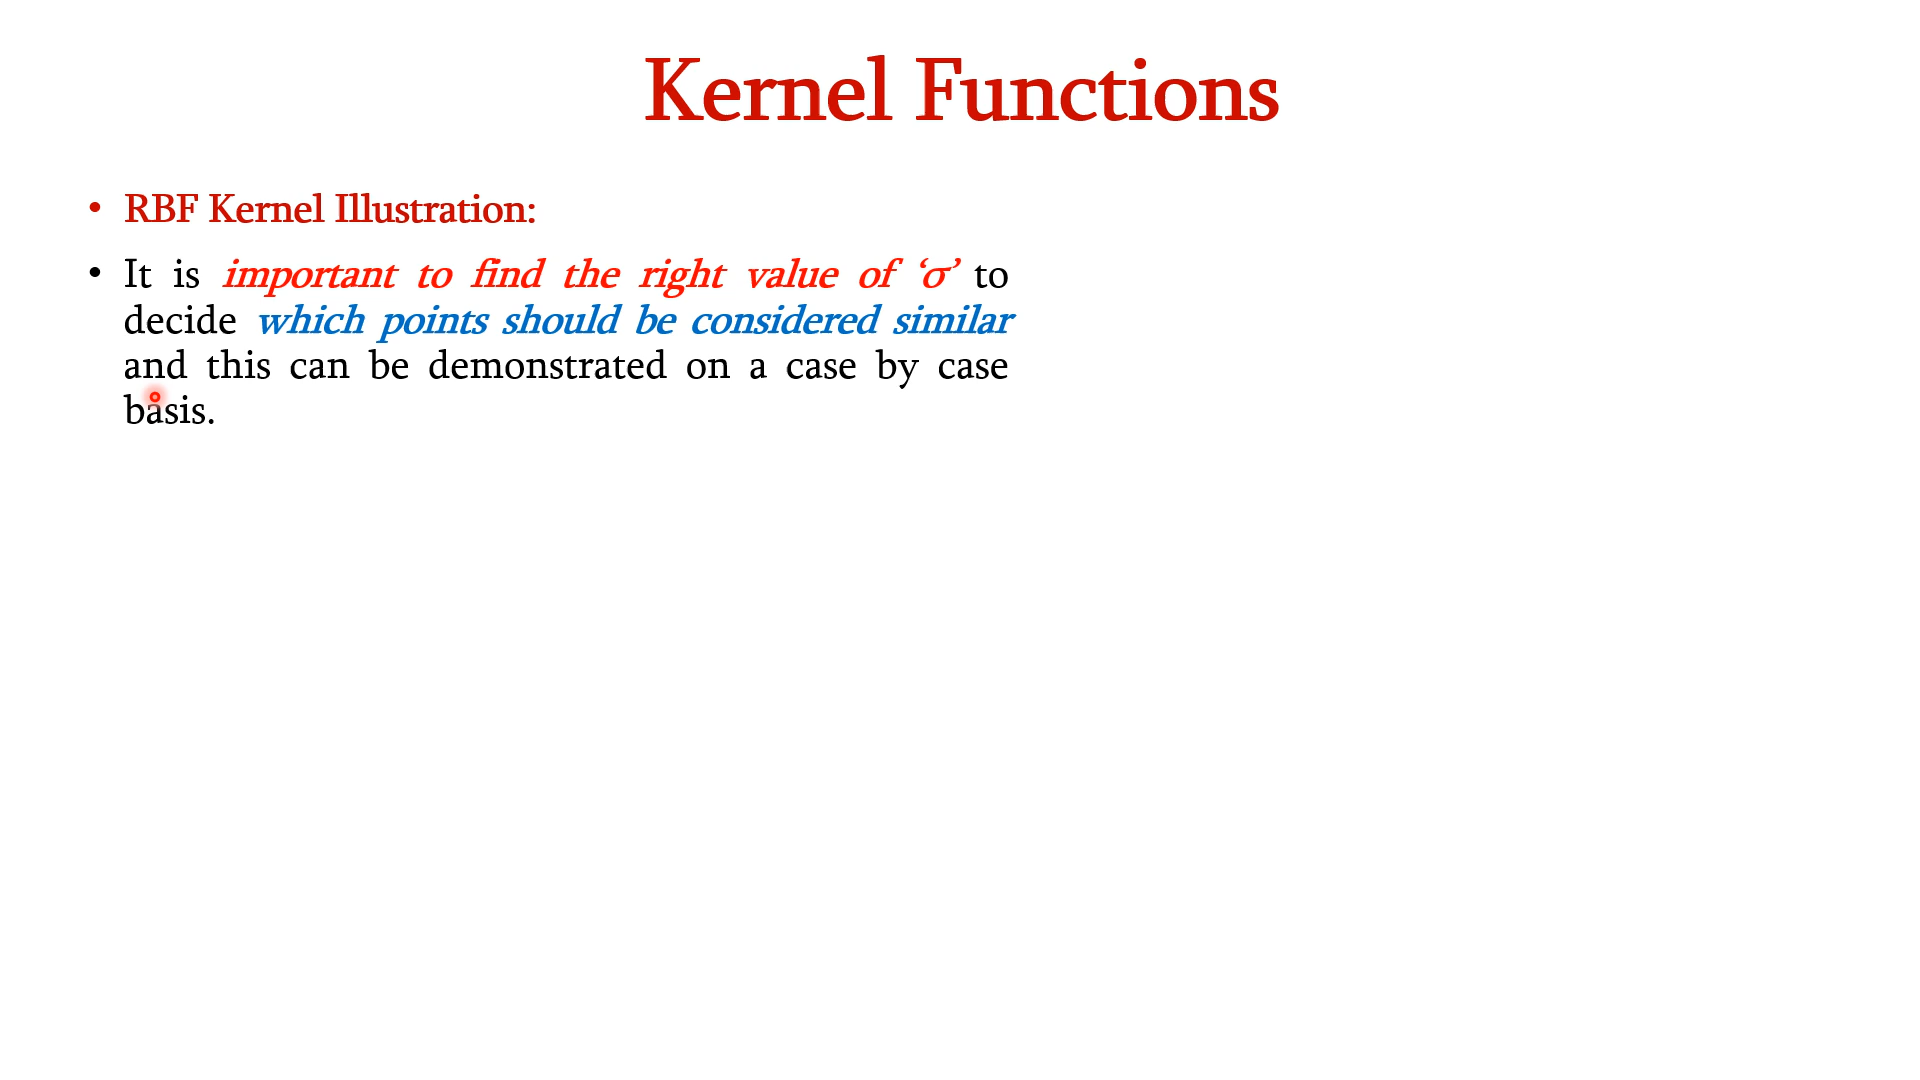 Kernel Functions
• RBF Kernel Illustration:
• It is important to find the right value of ‘σ’ to
decide which points should be considered similar
and this can be demonstrated on a case by case
basis.